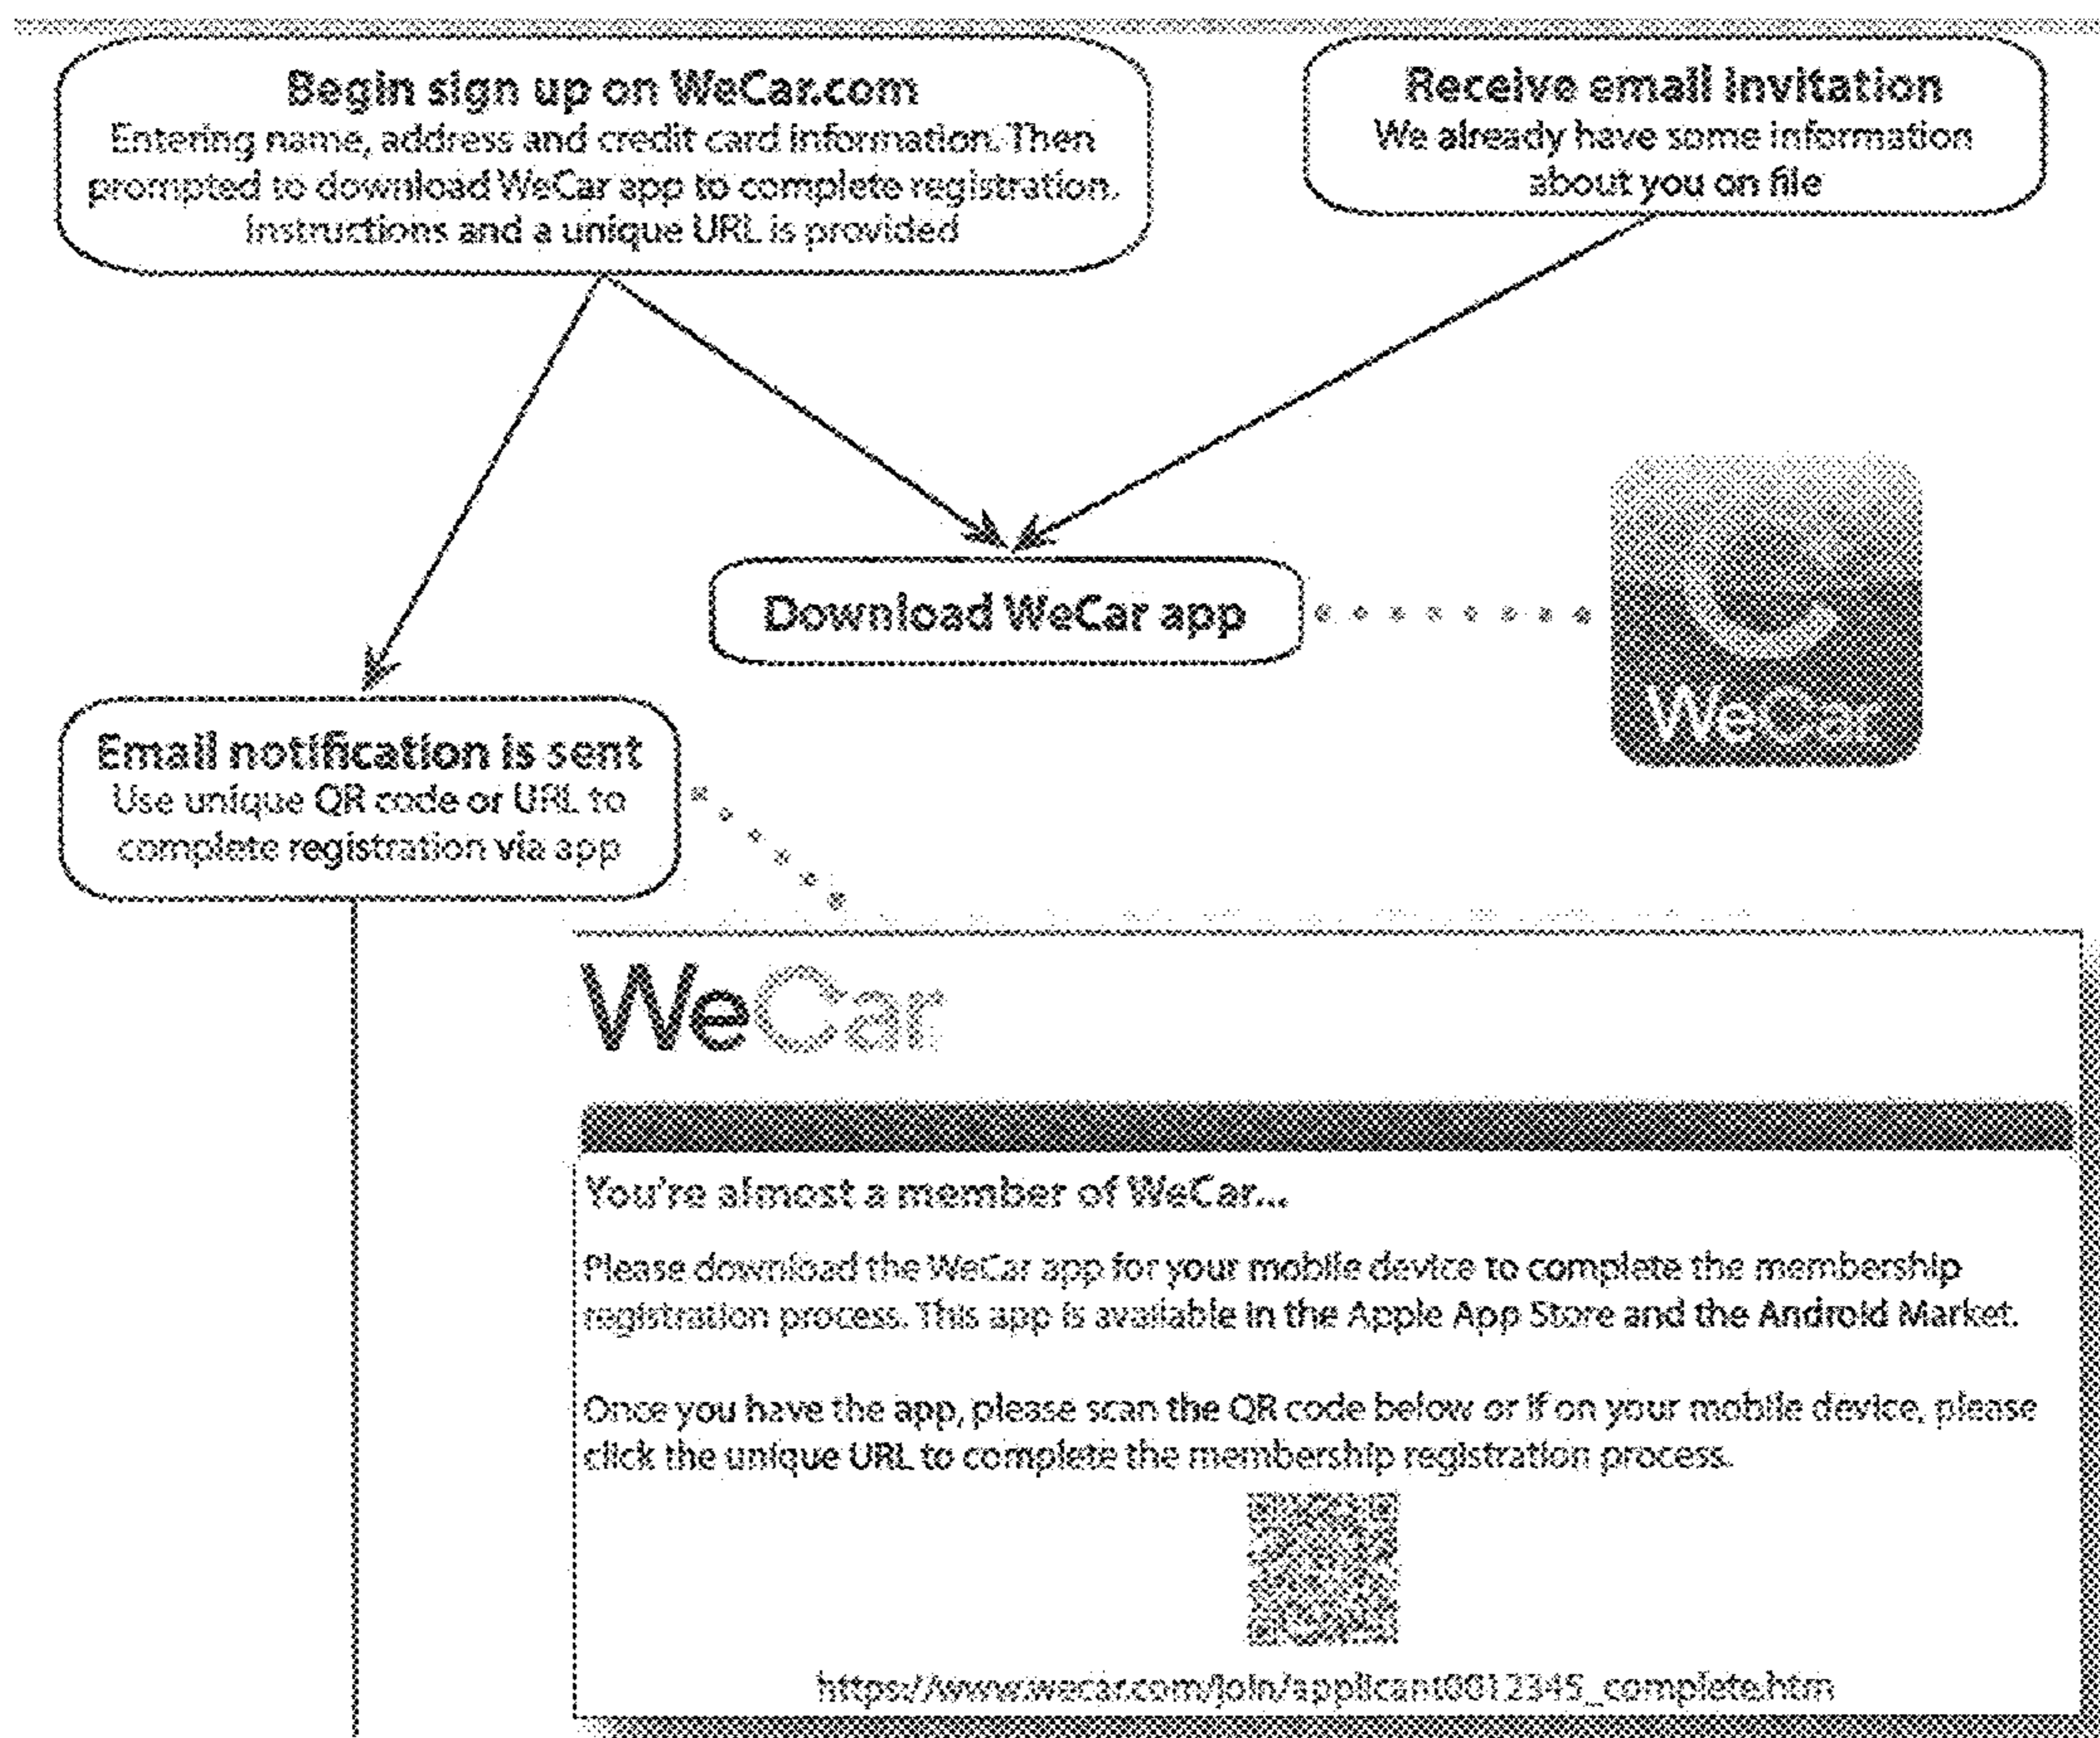 Begin sign up on WeCar.com
Entering name, address and credit card information. Then
prompted to download WeCar app to complete registration.
Instructions and a unique URL is provided
Receive email invitation
We already have some information
about you on file
Download WeCar app
WeCar
Email notification is sent
Use unique QR code or URL to
complete registration via app
WeCar
You're almost a member of WeCar...
Please download the WeCar app for your mobile device to complete the membership
registration process. This app is available in the Apple App Store and the Android Market.
Once you have the app, please scan the QR code below or if on your mobile device, please
click the unique URL to complete the membership registration process.
https://www.wecar.com/join/applicant0012345_complete.htm